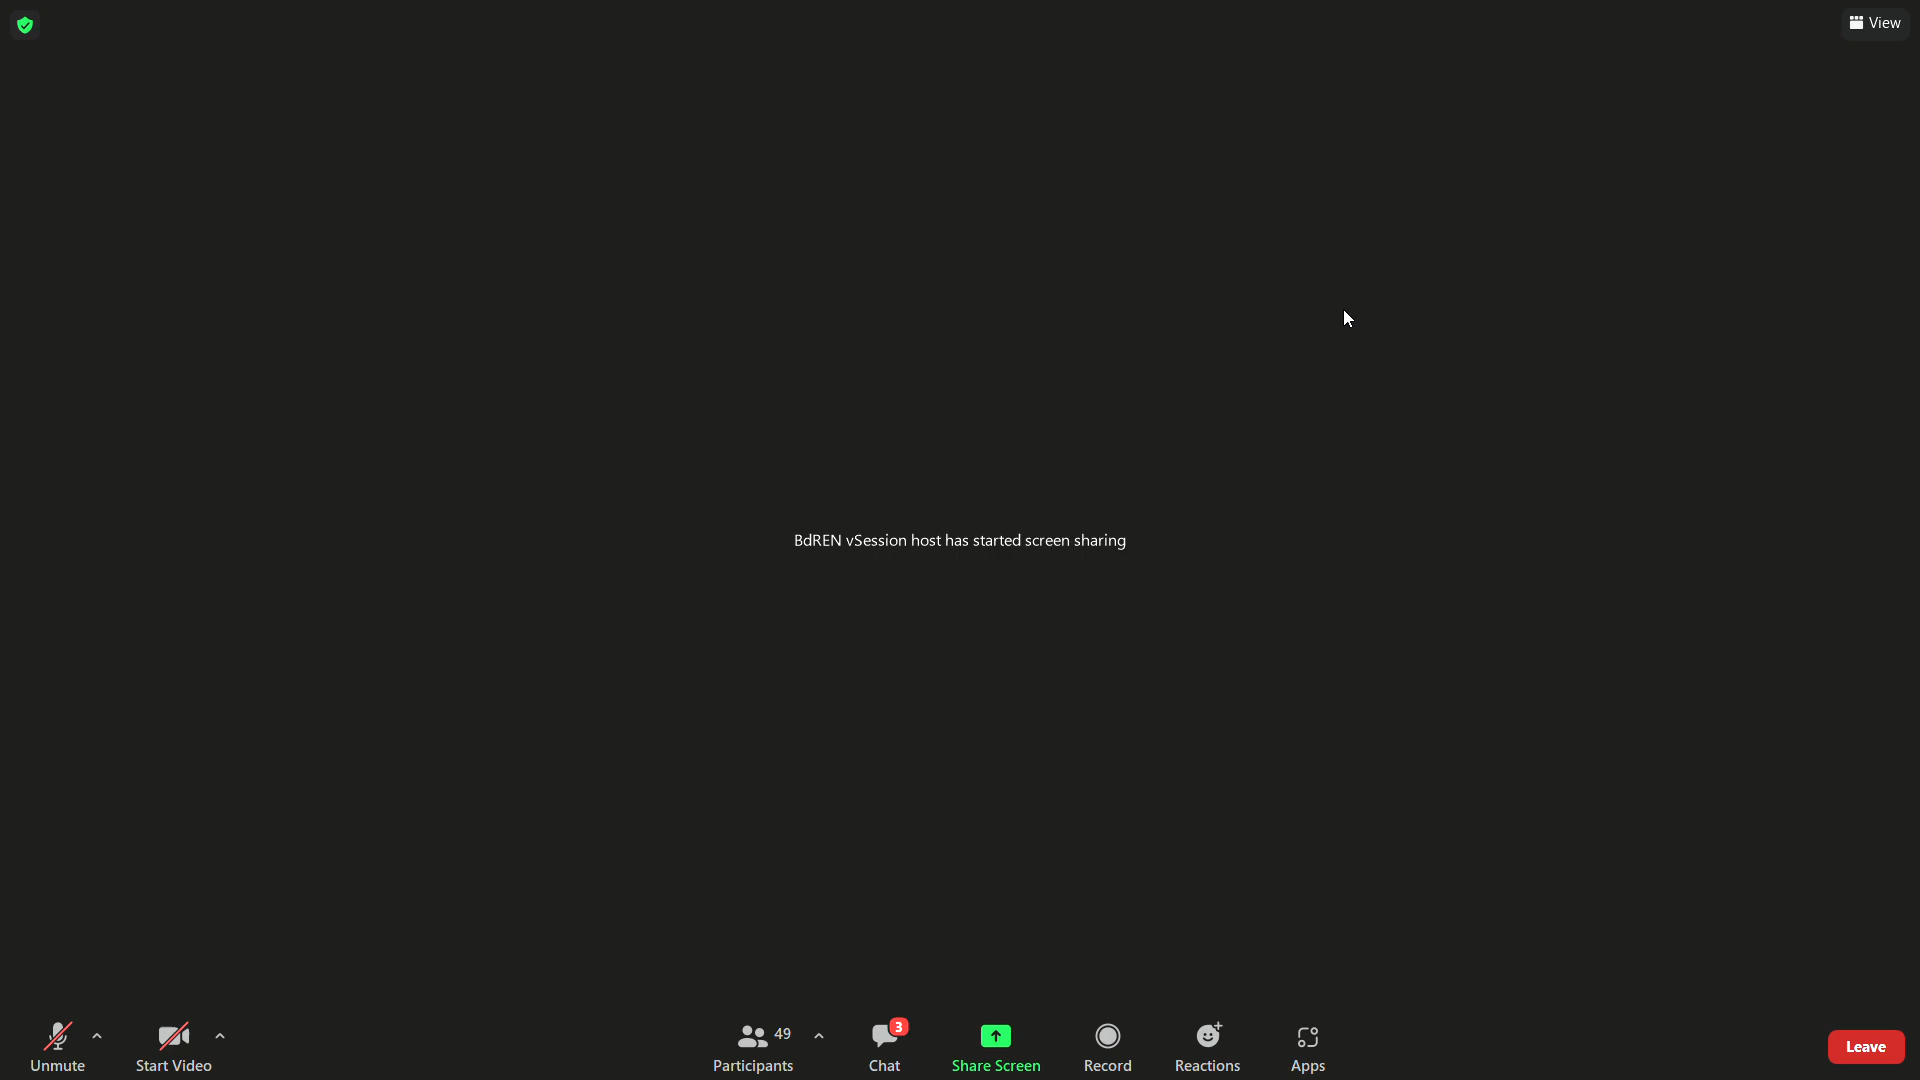 View
BdREN vSession host has started screen sharing
49
3
Unmute
Start Video
Participants
Chat
Share Screen
Record
Reactions
Apps
Leave